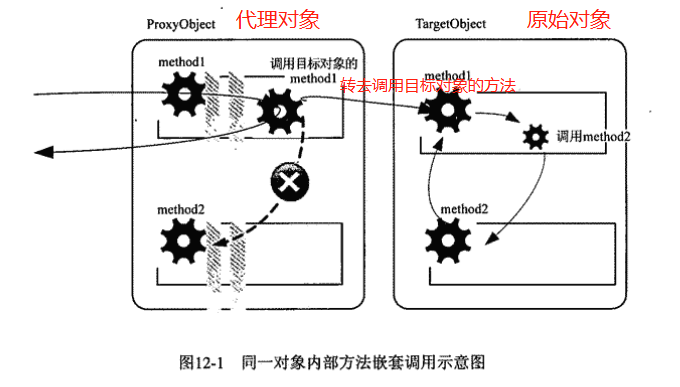 ProxyObject 代理对象
TargetObject 原始对象
method1
调用目标对象的
method1
转去调用目标对象的方法
method1
调用method2
method2
method2
图12-1 同一对象内部方法嵌套调用示意图